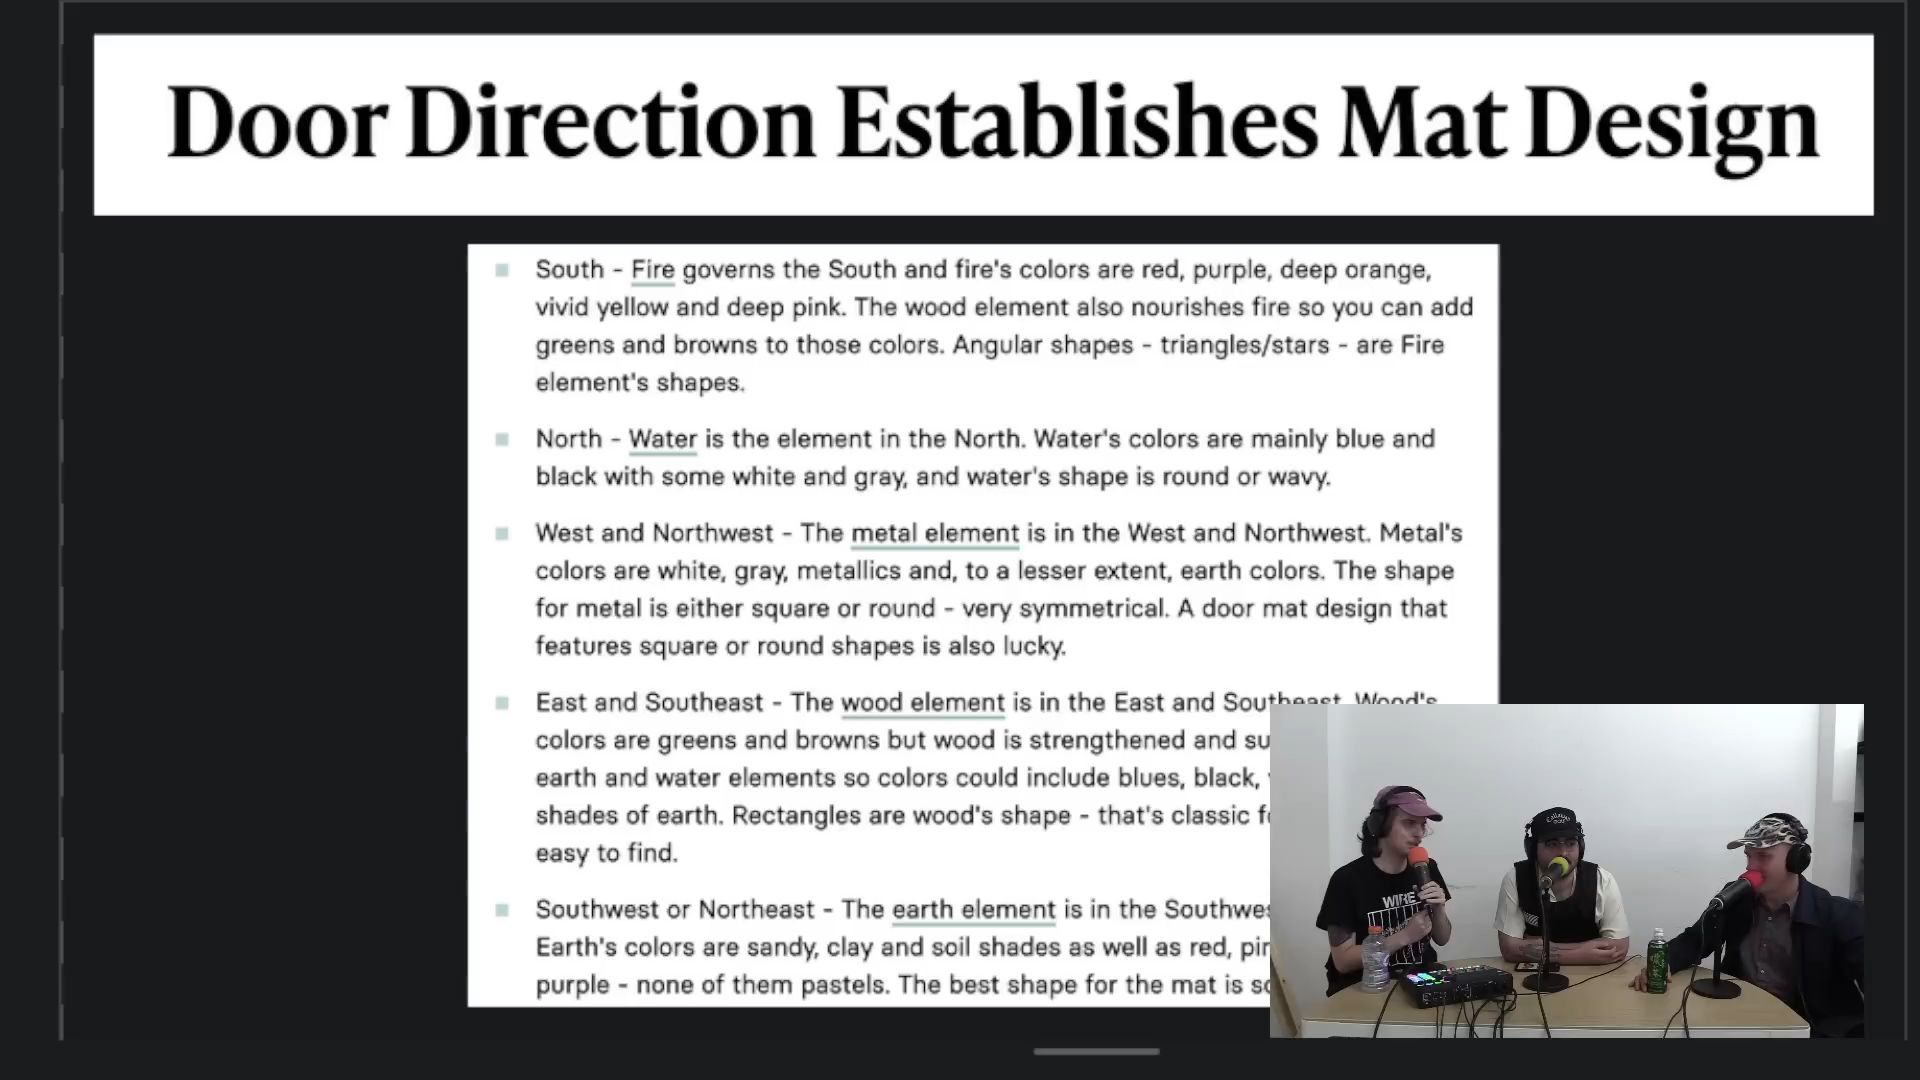 Door Direction Establishes Mat Design
South - Fire governs the South and fire's colors are red, purple, deep orange,
vivid yellow and deep pink. The wood element also nourishes fire so you can add
greens and browns to those colors. Angular shapes - triangles/stars - are Fire
element's shapes.
North - Water is the element in the North. Water's colors are mainly blue and
black with some white and gray, and water's shape is round or wavy.
West and Northwest - The metal element is in the West and Northwest. Metal's
colors are white, gray, metallics and, to a lesser extent, earth colors. The shape
for metal is either square or round - very symmetrical. A door mat design that
features square or round shapes is also lucky.
East and Southeast - The wood element is in the East and Southeast. Wood's
colors are greens and browns but wood is strengthened and
earth and water elements so colors could include blues, black,
shades of earth. Rectangles are wood's shape - that's classic
easy to find.
Southwest or Northeast - The earth element is in the
Earth's colors are sandy, clay and soil shades as well as red,
purple - none of them pastels. The best shape for the mat is
WIRE